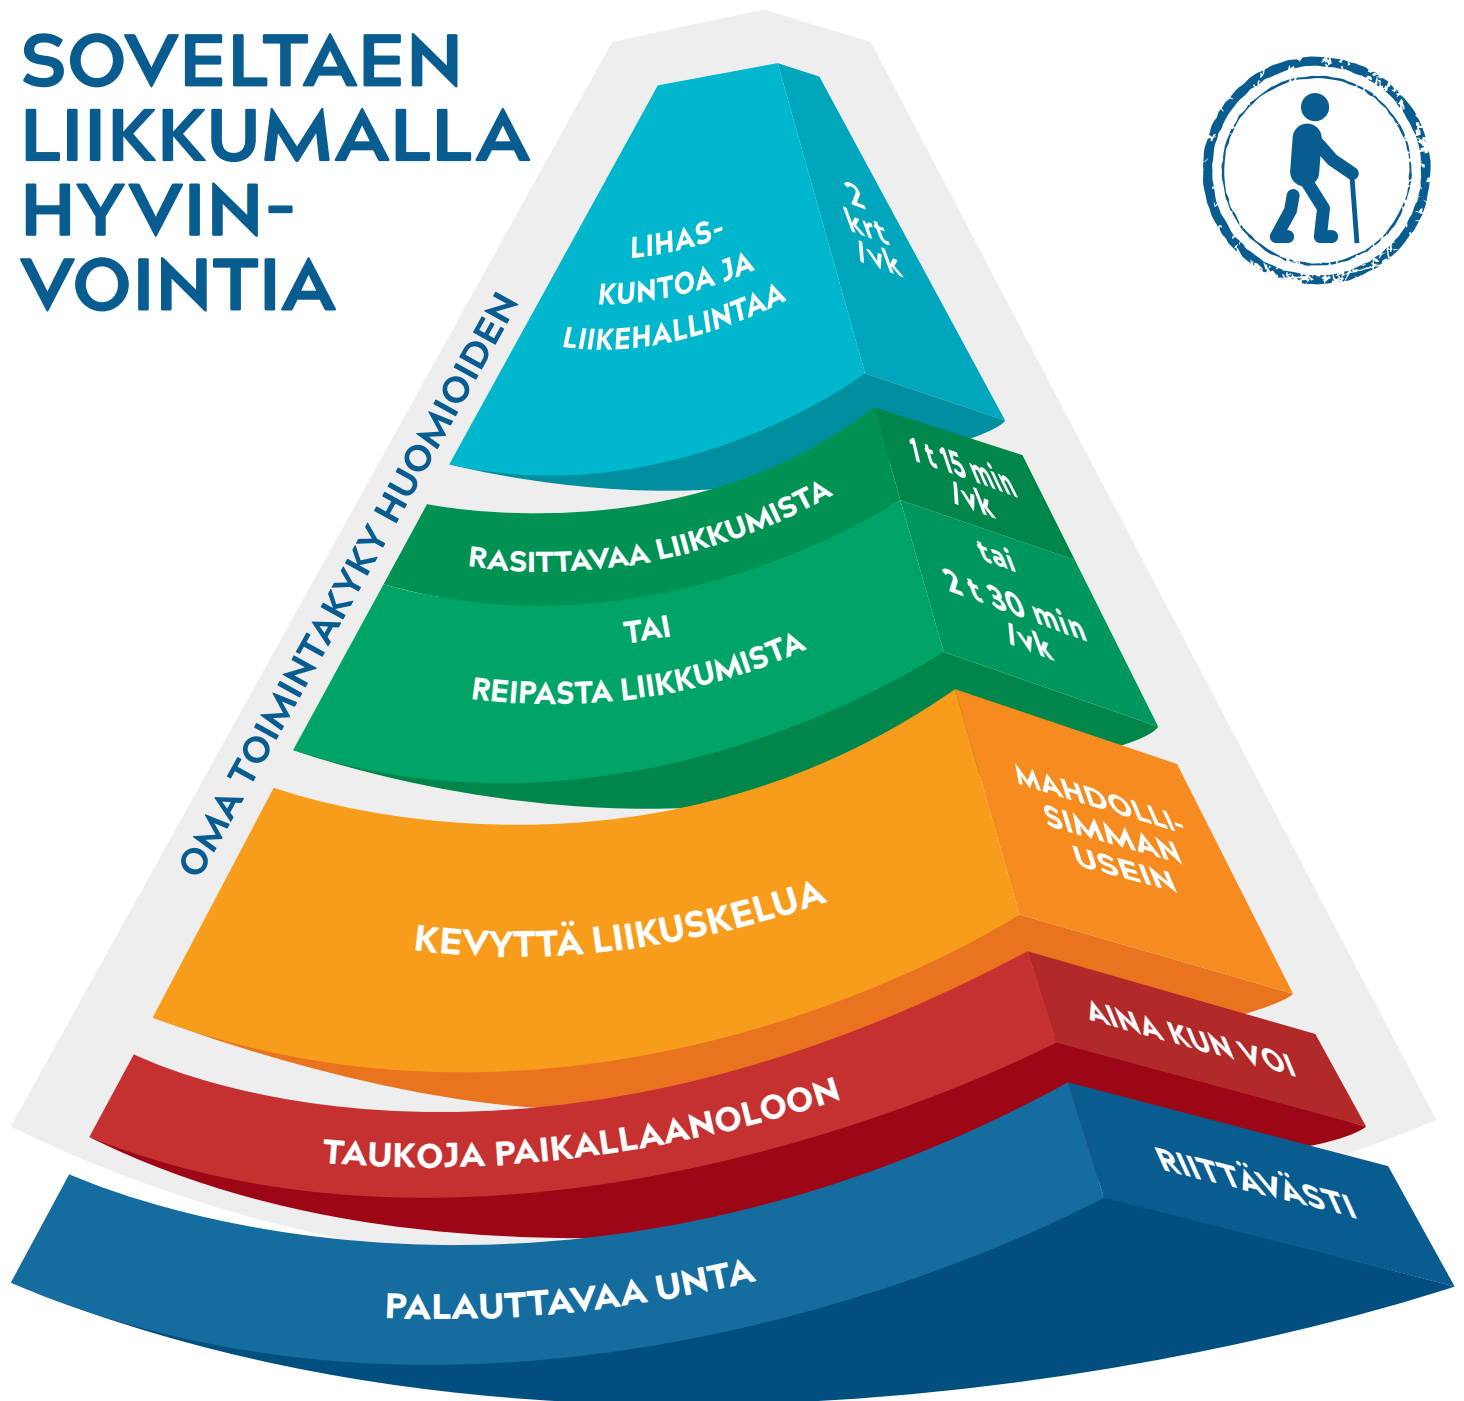 SOVELTAEN
LIIKKUMALLA
HYVIN-
VOINTIA
OMA TOIMINTAKYKY HUOMIOIDEN
LIHAS-
KUNTOA JA
LIIKEHALLINTAA
2
krt
/vk
RASITTAVAA LIIKKUMISTA
1 t 15 min
/vk
TAI
REIPASTA LIIKKUMISTA
tai
2 t 30 min
/vk
KEVYTTÄ LIIKUSKELUA
MAHDOLLI-
SIMMAN
USEIN
TAUKOJA PAIKALLAANOLOON
AINA KUN VOI
PALAUTTAVAA UNTA
RIITTÄVÄSTI